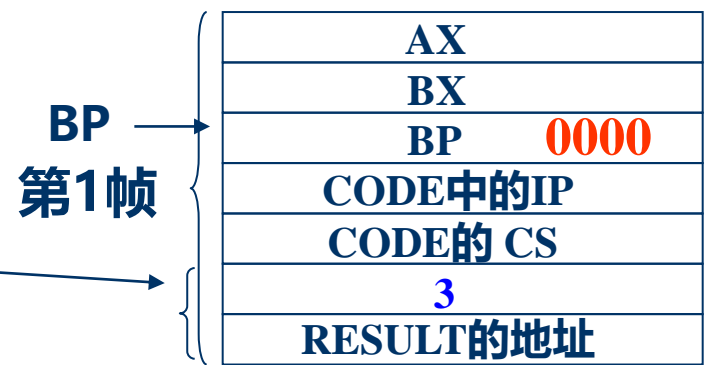 AX
BX
BP
BP 0000
第1帧
CODE中的IP
CODE的 CS
3
RESULT的地址